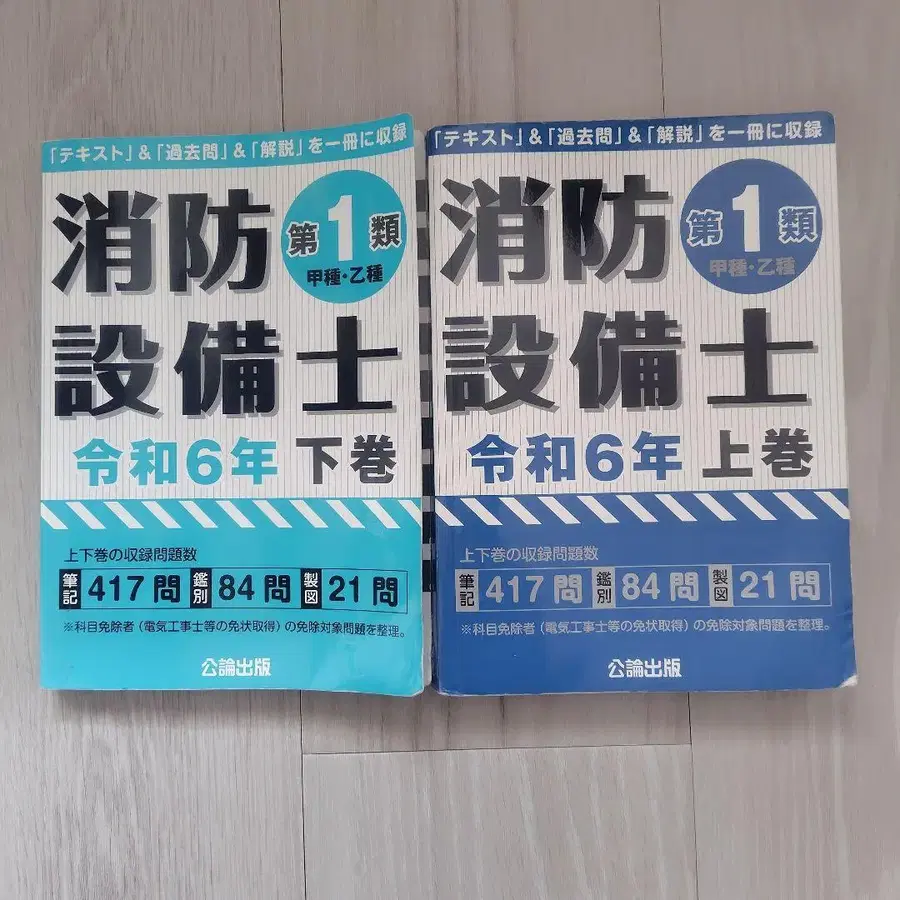 「テキスト」&「過去問」&「解説」を一冊に収録
消防
設備士
第1類
甲種・乙種
令和6年 下巻
上下巻の収録問題数
筆記 417問 鑑別 84問 製図 21問
※科目免除者(電気工事士等の免状取得)の免除対象問題を整理。
公論出版
「テキスト」&「過去問」&「解説」を一冊に収録
消防
設備士
第1類
甲種・乙種
令和6年 上巻
上下巻の収録問題数
筆記 417問 鑑別 84問 製図 21問
※科目免除者(電気工事士等の免状取得)の免除対象問題を整理。
公論出版